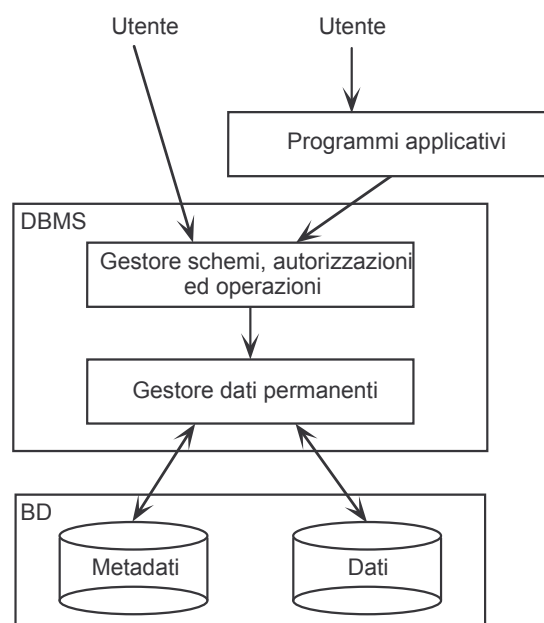 Utente
Utente
Programmi applicativi
DBMS
Gestore schemi, autorizzazioni
ed operazioni
Gestore dati permanenti
BD
Metadati
Dati